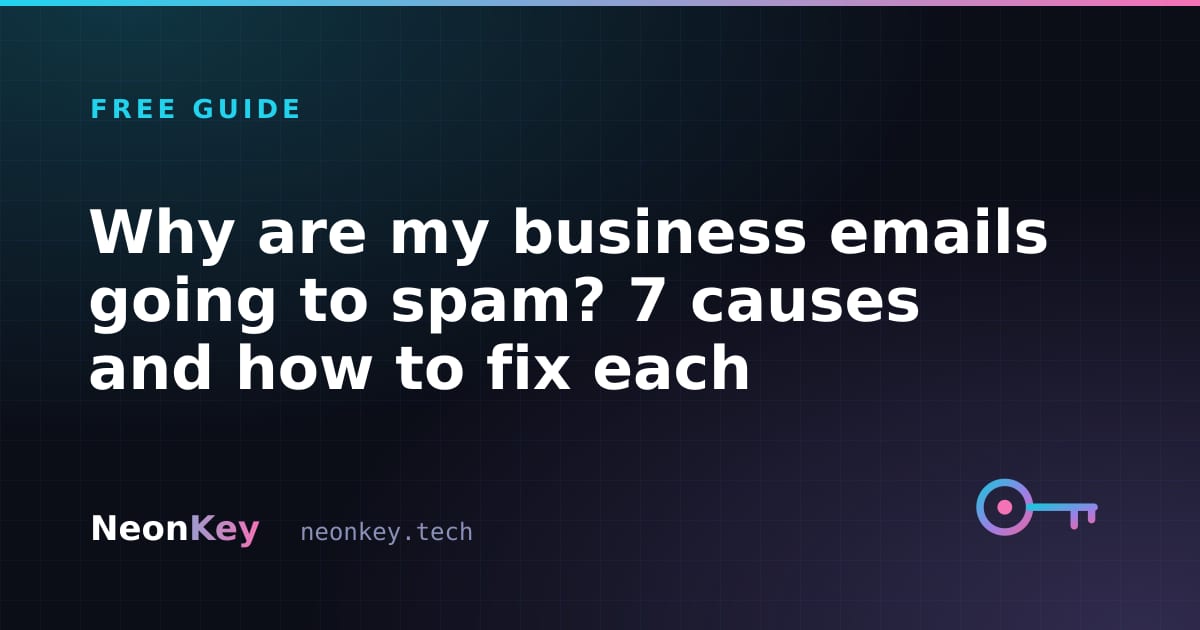 FREE GUIDE
Why are my business emails
going to spam? 7 causes
and how to fix each
NeonKey neonkey.tech